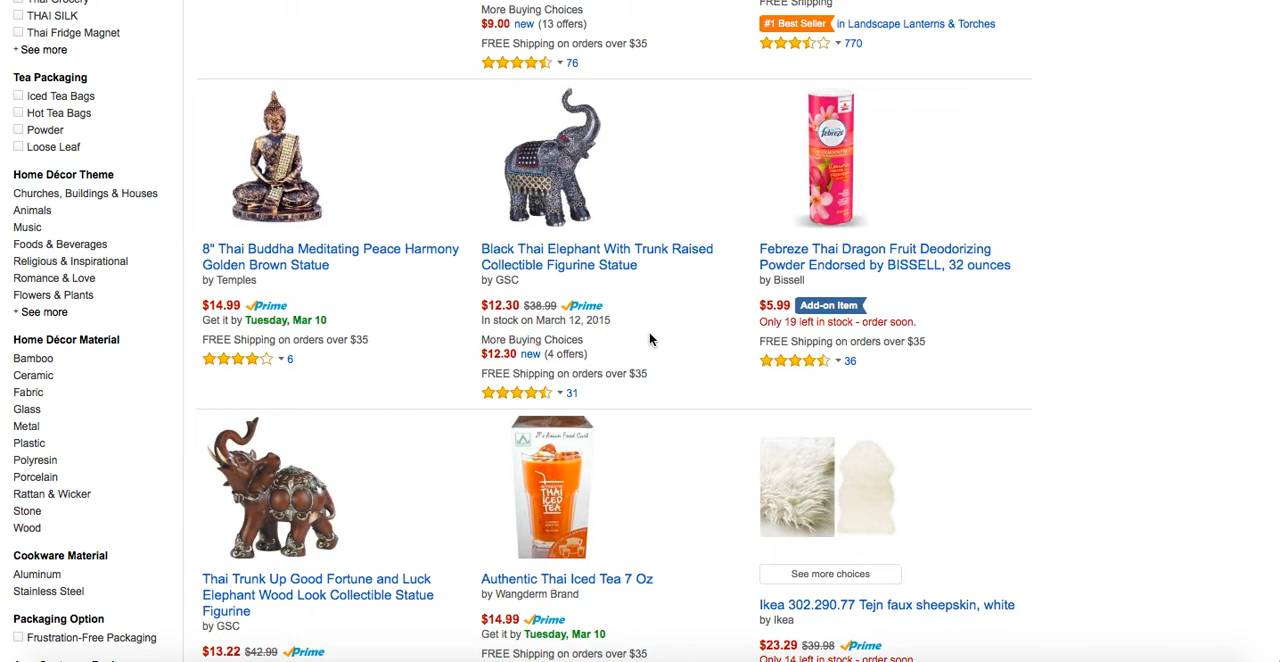 THAI SILK
Thai Fridge Magnet
+ See more
Tea Packaging
Iced Tea Bags
Hot Tea Bags
Powder
Loose Leaf
Home Décor Theme
Churches, Buildings & Houses
Animals
Music
Foods & Beverages
Religious & Inspirational
Romance & Love
Flowers & Plants
+ See more
Home Décor Material
Bamboo
Ceramic
Fabric
Glass
Metal
Plastic
Polyresin
Porcelain
Rattan & Wicker
Stone
Wood
Cookware Material
Aluminum
Stainless Steel
Packaging Option
Frustration-Free Packaging
More Buying Choices
$9.00 new (13 offers)
FREE Shipping on orders over $35
76
FREE Shipping
#1 Best Seller in Landscape Lanterns & Torches
770
8" Thai Buddha Meditating Peace Harmony
Golden Brown Statue
by Temples
$14.99 Prime
Get it by Tuesday, Mar 10
FREE Shipping on orders over $35
6
Black Thai Elephant With Trunk Raised
Collectible Figurine Statue
by GSC
$12.30 $38.99 Prime
In stock on March 12, 2015
More Buying Choices
$12.30 new (4 offers)
FREE Shipping on orders over $35
31
febreze
Febreze Thai Dragon Fruit Deodorizing
Powder Endorsed by BISSELL, 32 ounces
by Bissell
$5.99 Add-on Item
Only 19 left in stock - order soon.
FREE Shipping on orders over $35
36
Thai Trunk Up Good Fortune and Luck
Elephant Wood Look Collectible Statue
Figurine
by GSC
$13.22 $42.99 Prime
THAI
ICED
TEA
Authentic Thai Iced Tea 7 Oz
by Wangderm Brand
$14.99 Prime
Get it by Tuesday, Mar 10
FREE Shipping on orders over $35
See more choices
Ikea 302.290.77 Tejn faux sheepskin, white
by Ikea
$23.29 $39.98 Prime
Only 14 left in stock - order soon.